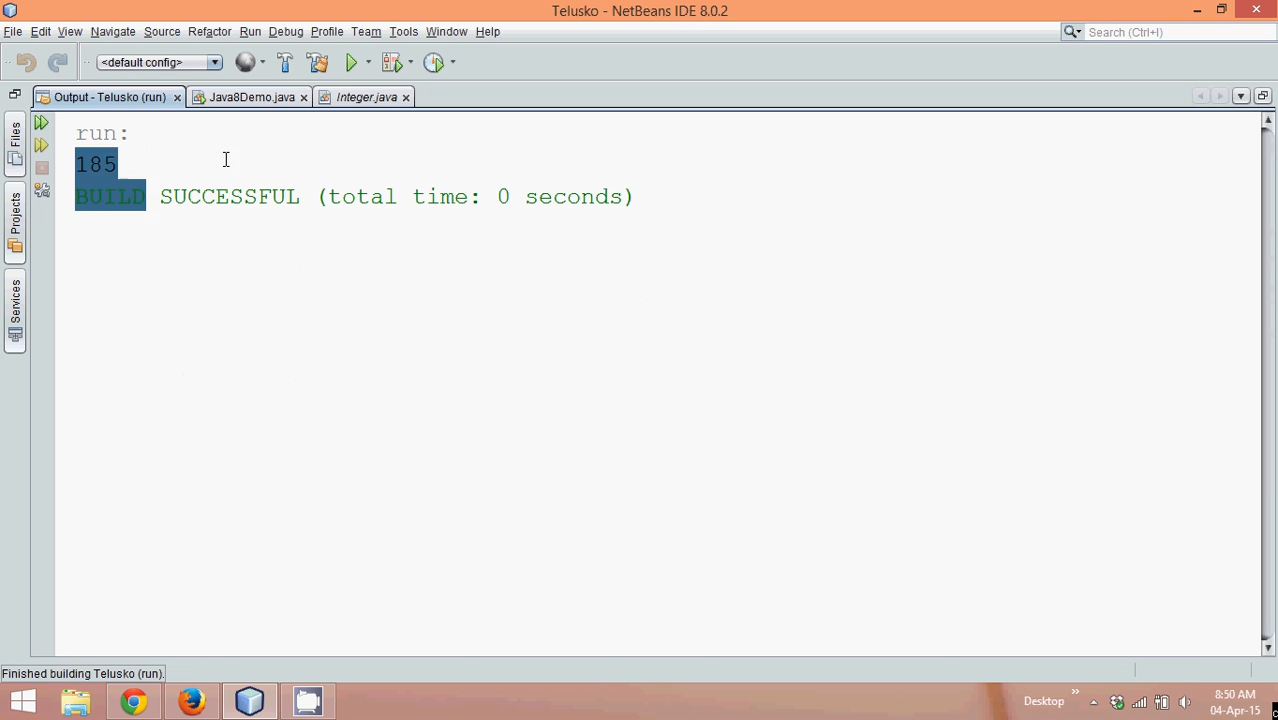 Telusko - NetBeans IDE 8.0.2
File Edit View Navigate Source Refactor Run Debug Profile Team Tools Window Help
Search (Ctrl+I)
<default config>
Output - Telusko (run)
Java8Demo.java
Integer.java
Files
Projects
Services
run:
185
BUILD SUCCESSFUL (total time: 0 seconds)
Finished building Telusko (run).
Desktop
8:50 AM
04-Apr-15